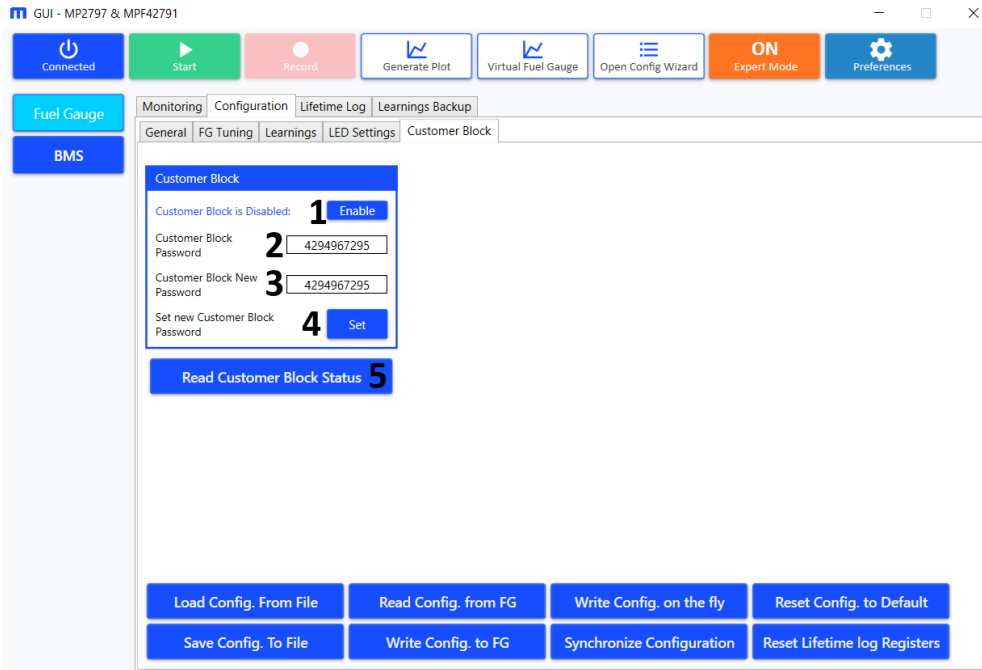 m GUI - MP2797 & MPF42791
Connected
Start
Record
Generate Plot
Virtual Fuel Gauge
Open Config Wizard
ON
Expert Mode
Preferences
Fuel Gauge
BMS
Monitoring Configuration Lifetime Log Learnings Backup
General FG Tuning Learnings LED Settings Customer Block
Customer Block
Customer Block is Disabled: 1 Enable
Customer Block
Password
2 4294967295
Customer Block New
Password
3 4294967295
Set new Customer Block
Password
4 Set
Read Customer Block Status 5
Load Config. From File Read Config. from FG Write Config. on the fly Reset Config. to Default
Save Config. To File Write Config. to FG Synchronize Configuration Reset Lifetime log Registers